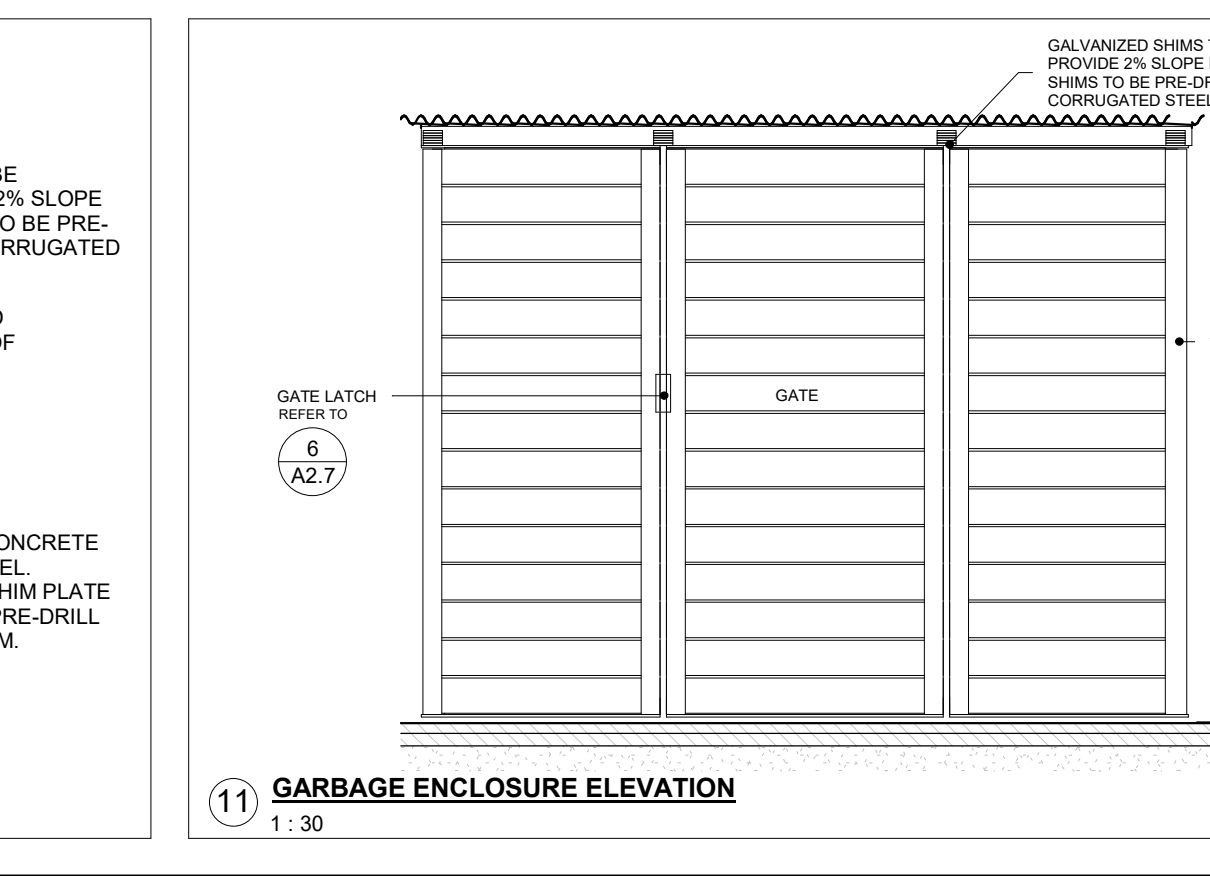 BE
2% SLOPE
O BE PRE-
RRUGATED
OF
ONCRETE
EL.
HIM PLATE
PRE-DRILL
M.
GALVANIZED SHIMS
PROVIDE 2% SLOPE
SHIMS TO BE PRE-DR
CORRUGATED STEEL
GATE LATCH
REFER TO
6
A2.7
GATE
11 GARBAGE ENCLOSURE ELEVATION
1 : 30